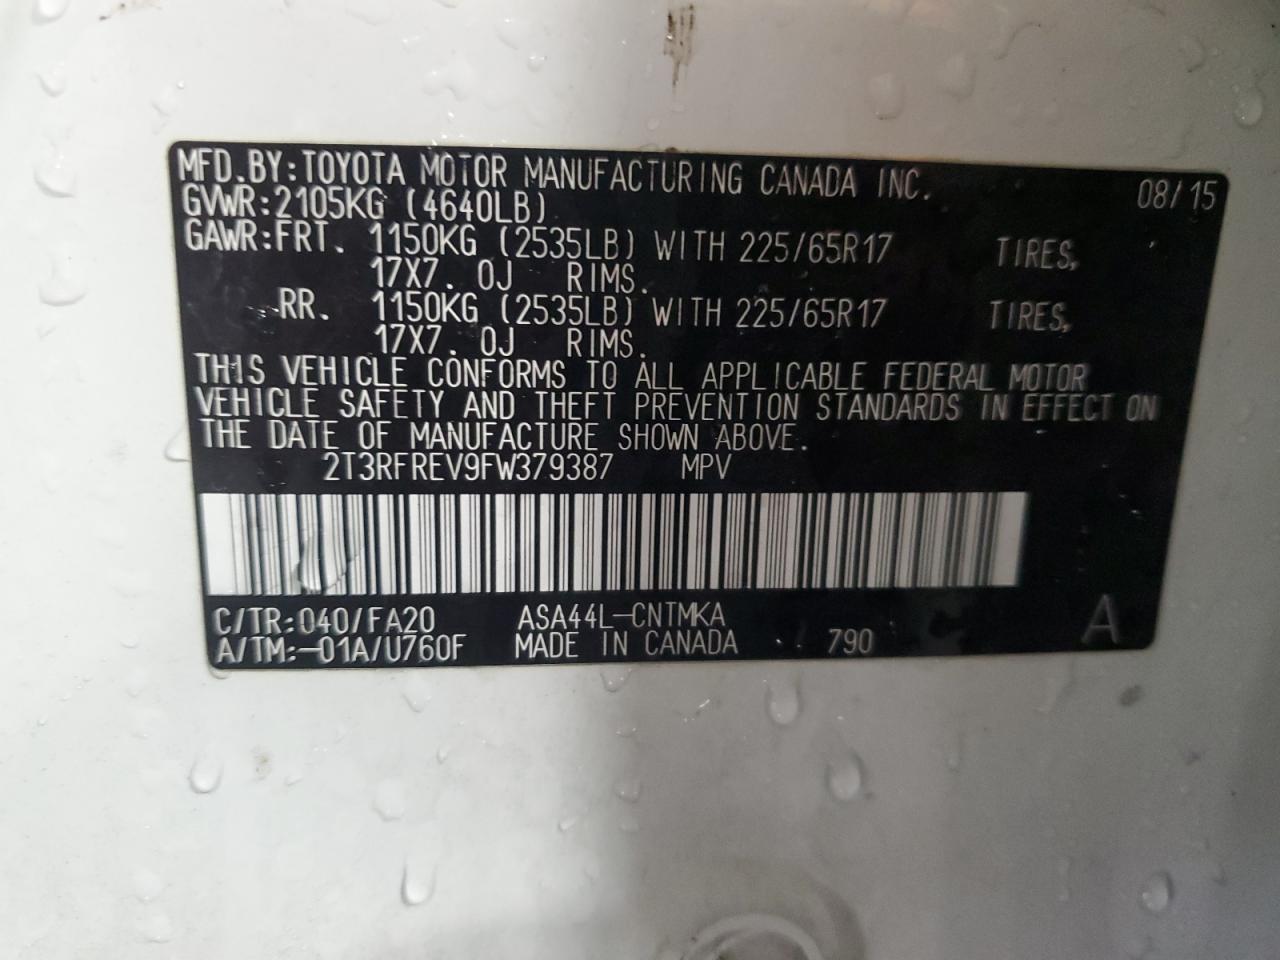 MFD.BY:TOYOTA MOTOR MANUFACTURING CANADA INC. 08/15
GVWR:2105KG (4640LB)
GAWR:FRT. 1150KG (2535LB) WITH 225/65R17 TIRES,
17X7.0J RIMS.
RR. 1150KG (2535LB) WITH 225/65R17 TIRES,
17X7.0J RIMS.
THIS VEHICLE CONFORMS TO ALL APPLICABLE FEDERAL MOTOR
VEHICLE SAFETY AND THEFT PREVENTION STANDARDS IN EFFECT ON
THE DATE OF MANUFACTURE SHOWN ABOVE.
2T3RFREV9FW379387 MPV
C/TR:040/FA20 ASA44L-CNTMKA
A/TM:-01A/U760F MADE IN CANADA 790 A